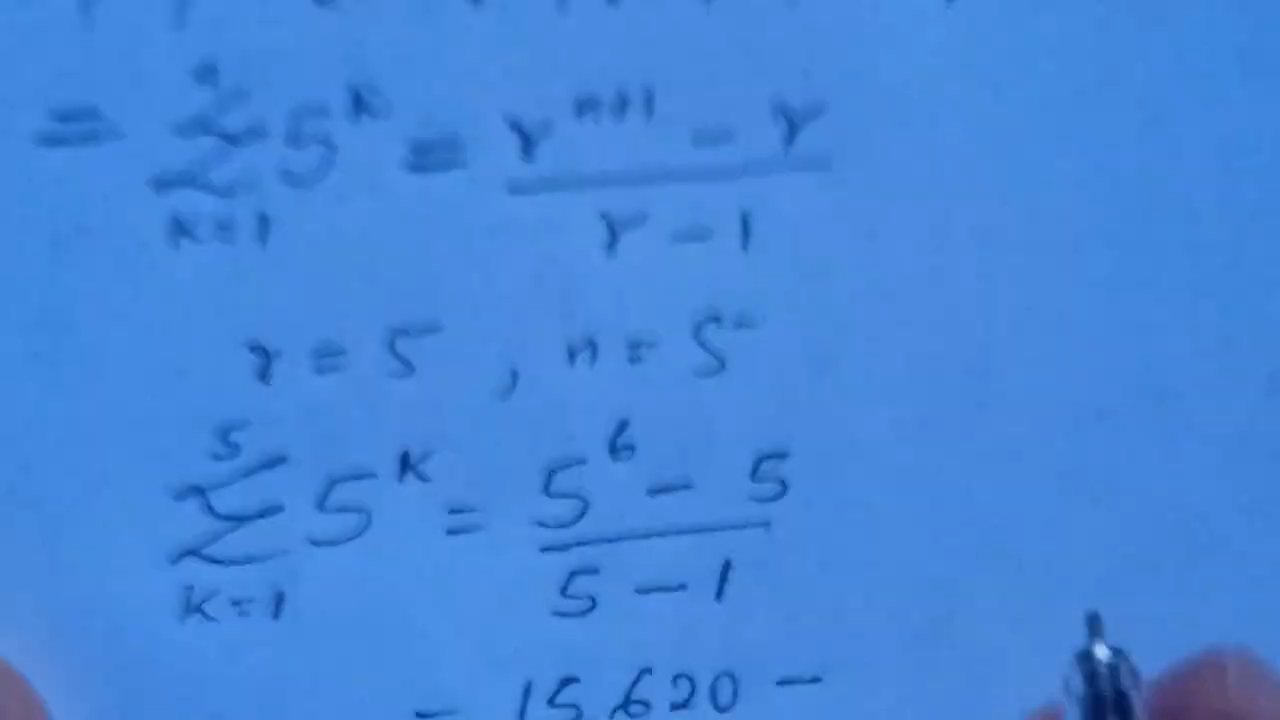 = Σ 5^k = r^(n+1) - r
k=1 r - 1
r = 5 , n = 5
5
Σ 5^k = 5^6 - 5
k=1 5 - 1
= 15,620 =